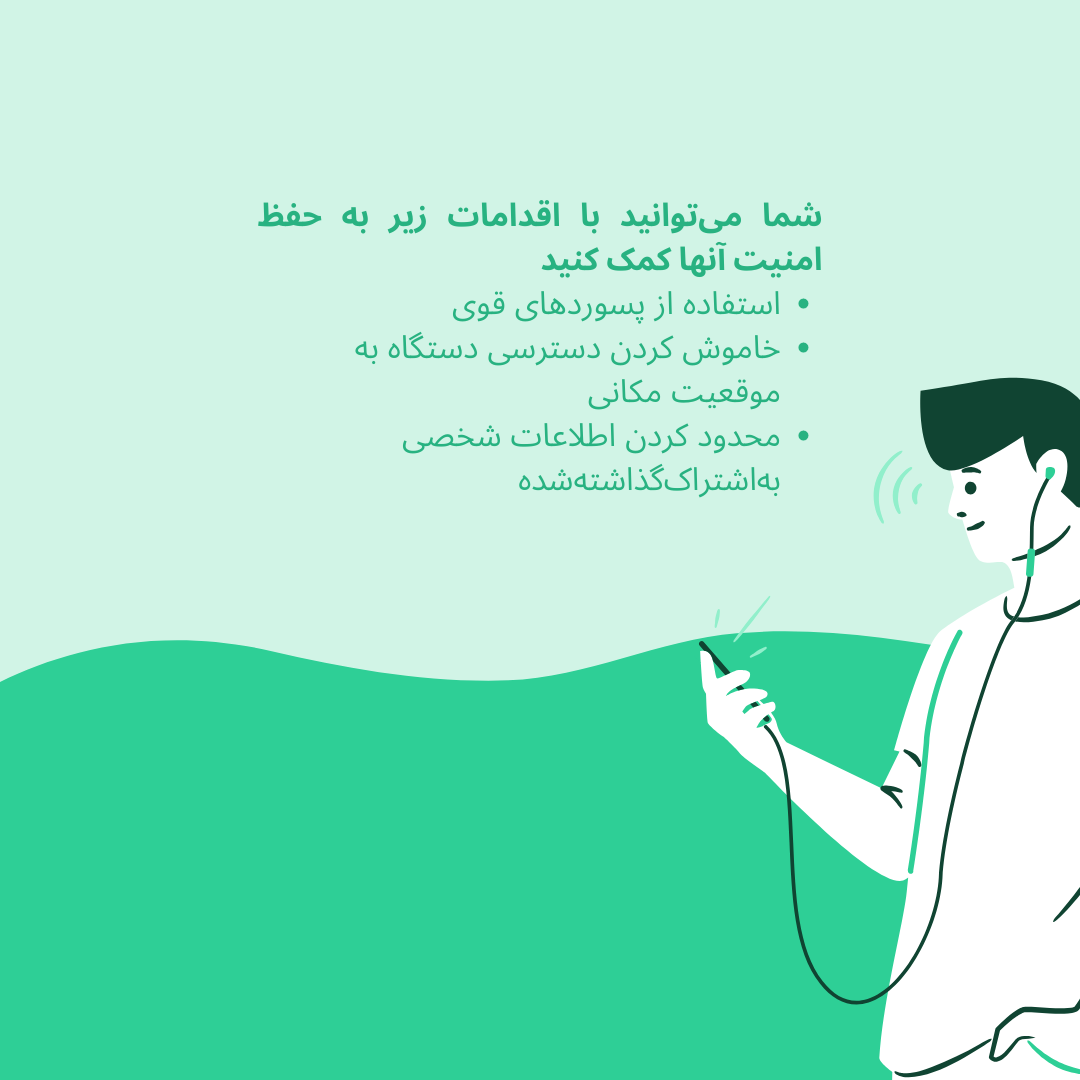 شما می‌توانید با اقدامات زیر به حفظ
امنیت آنها کمک کنید
• استفاده از پسوردهای قوی
• خاموش کردن دسترسی دستگاه به
موقعیت مکانی
• محدود کردن اطلاعات شخصی
به‌اشتراک‌گذاشته‌شده